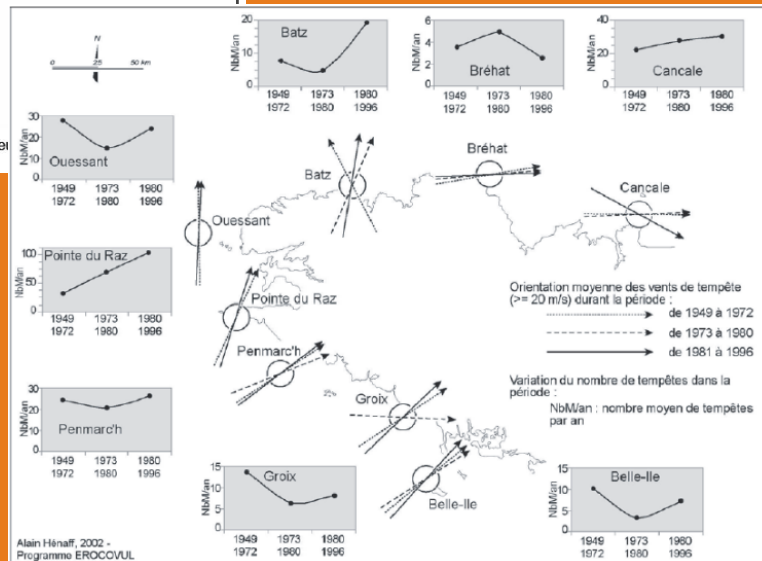 N
0 25 50 km
NbM/an
20
10
0
Batz
1949 1973 1980
1972 1980 1996
NbM/an
6
4
2
0
Bréhat
1949 1973 1980
1972 1980 1996
NbM/an
40
20
0
Cancale
1949 1973 1980
1972 1980 1996
NbM/an
30
20
10
0
Ouessant
1949 1973 1980
1972 1980 1996
Batz
Bréhat
Cancale
Ouessant
NbM/an
100
50
0
Pointe du Raz
1949 1973 1980
1972 1980 1996
Pointe du Raz
Penmarc'h
Groix
Belle-Ile
Orientation moyenne des vents de tempête
(>= 20 m/s) durant la période :
de 1949 à 1972
de 1973 à 1980
de 1981 à 1996
Variation du nombre de tempêtes dans la
période :
NbM/an : nombre moyen de tempêtes
par an
NbM/an
30
20
10
0
Penmarc'h
1949 1973 1980
1972 1980 1996
NbM/an
15
10
5
0
Groix
1949 1973 1980
1972 1980 1996
NbM/an
15
10
5
0
Belle-Ile
1949 1973 1980
1972 1980 1996
Alain Hénaff, 2002 -
Programme EROCOVUL